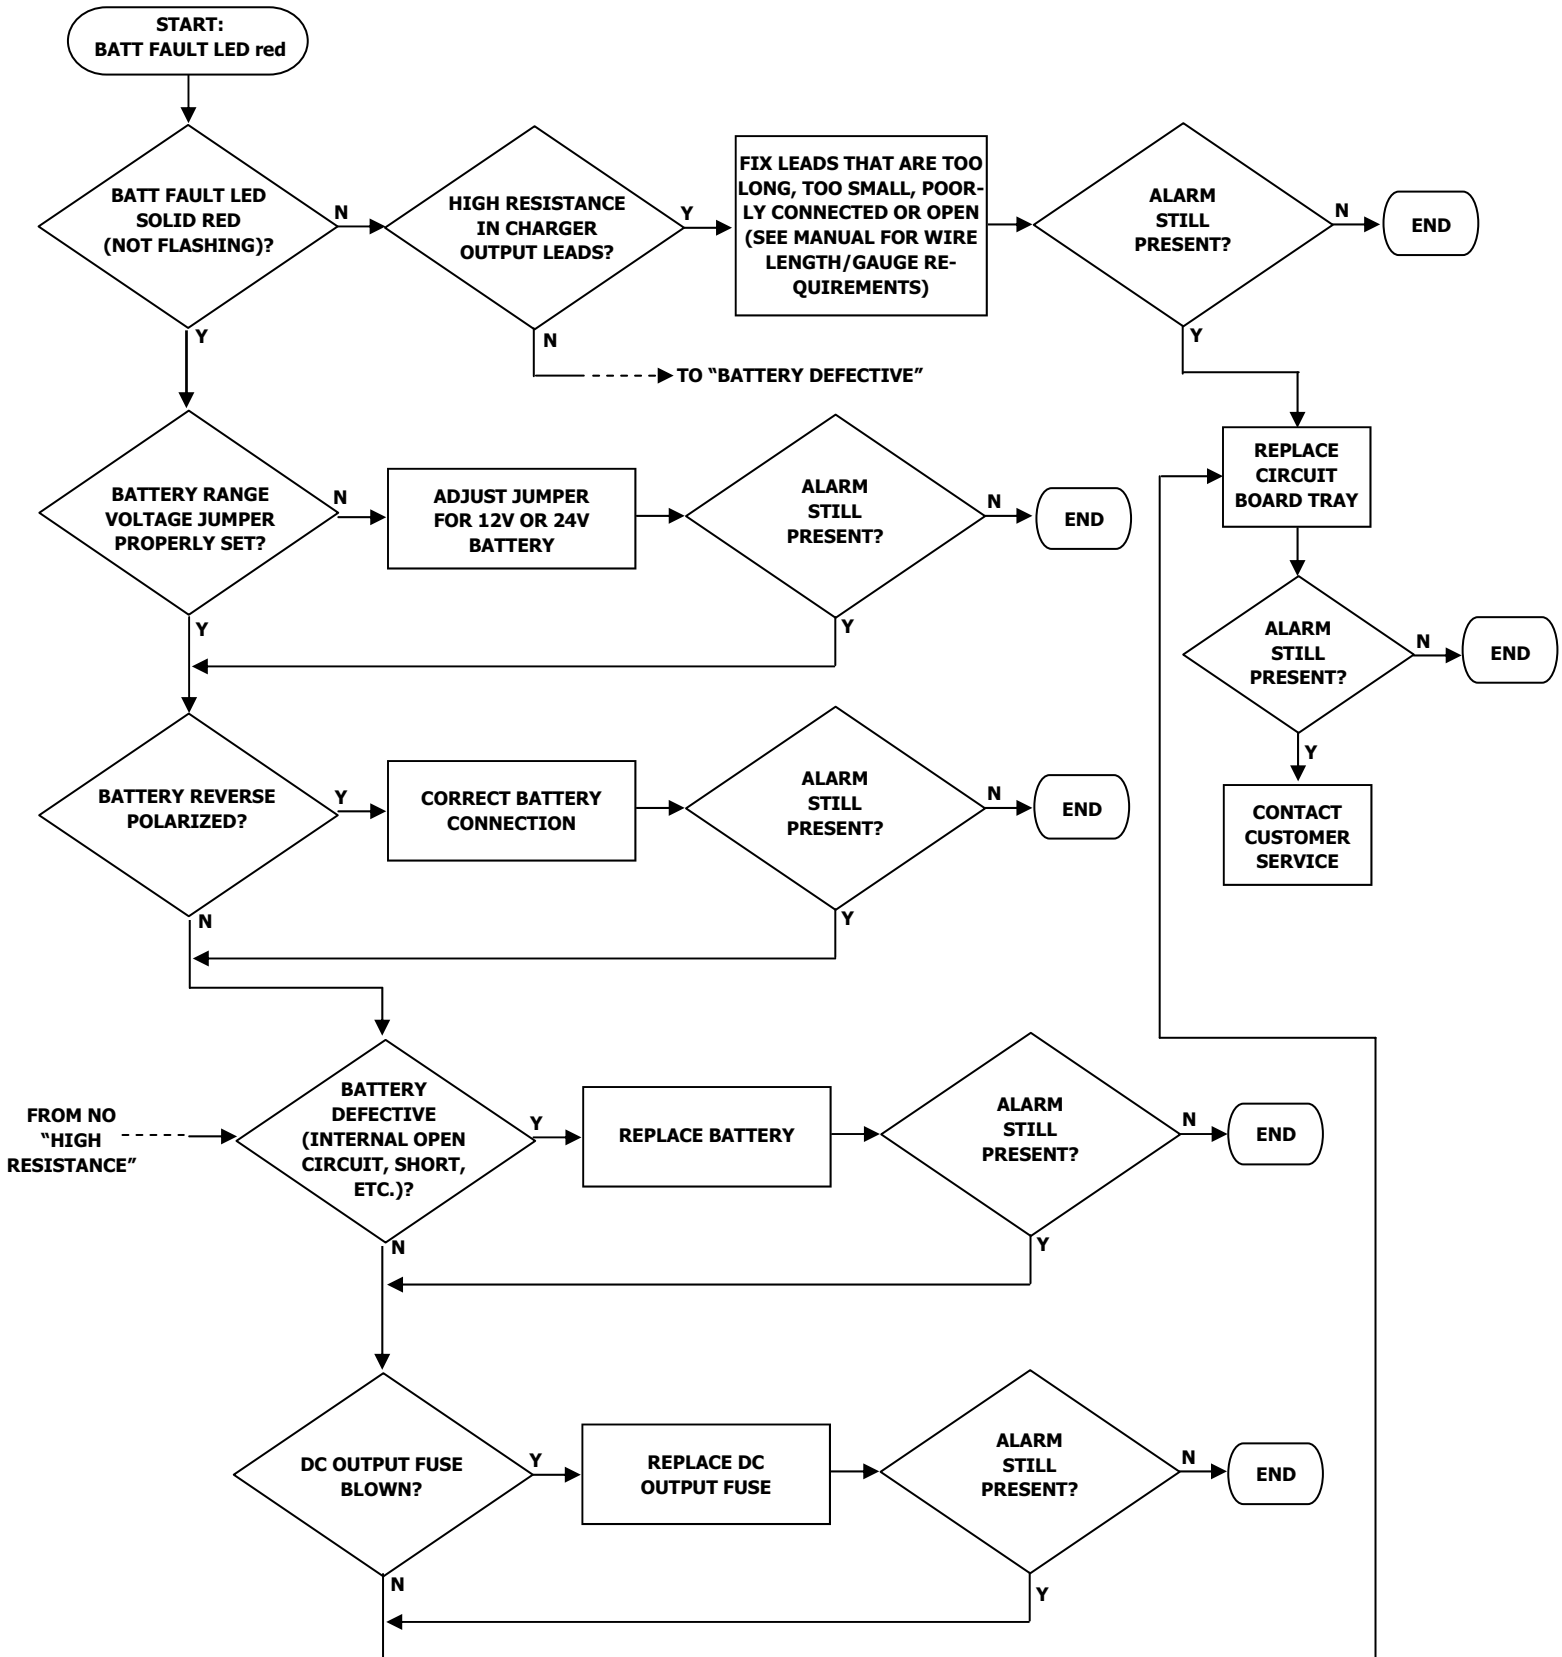 START:
BATT FAULT LED red
BATT FAULT LED
SOLID RED
(NOT FLASHING)?
N
Y
HIGH RESISTANCE
IN CHARGER
OUTPUT LEADS?
Y
N
TO “BATTERY DEFECTIVE”
FIX LEADS THAT ARE TOO
LONG, TOO SMALL, POOR-
LY CONNECTED OR OPEN
(SEE MANUAL FOR WIRE
LENGTH/GAUGE RE-
QUIREMENTS)
ALARM
STILL
PRESENT?
N
END
Y
REPLACE
CIRCUIT
BOARD TRAY
ALARM
STILL
PRESENT?
N
END
Y
CONTACT
CUSTOMER
SERVICE
BATTERY RANGE
VOLTAGE JUMPER
PROPERLY SET?
N
Y
ADJUST JUMPER
FOR 12V OR 24V
BATTERY
ALARM
STILL
PRESENT?
N
END
Y
BATTERY REVERSE
POLARIZED?
Y
N
CORRECT BATTERY
CONNECTION
ALARM
STILL
PRESENT?
N
END
Y
FROM NO
“HIGH
RESISTANCE”
BATTERY
DEFECTIVE
(INTERNAL OPEN
CIRCUIT, SHORT,
ETC.)?
Y
N
REPLACE BATTERY
ALARM
STILL
PRESENT?
N
END
Y
DC OUTPUT FUSE
BLOWN?
Y
N
REPLACE DC
OUTPUT FUSE
ALARM
STILL
PRESENT?
N
END
Y